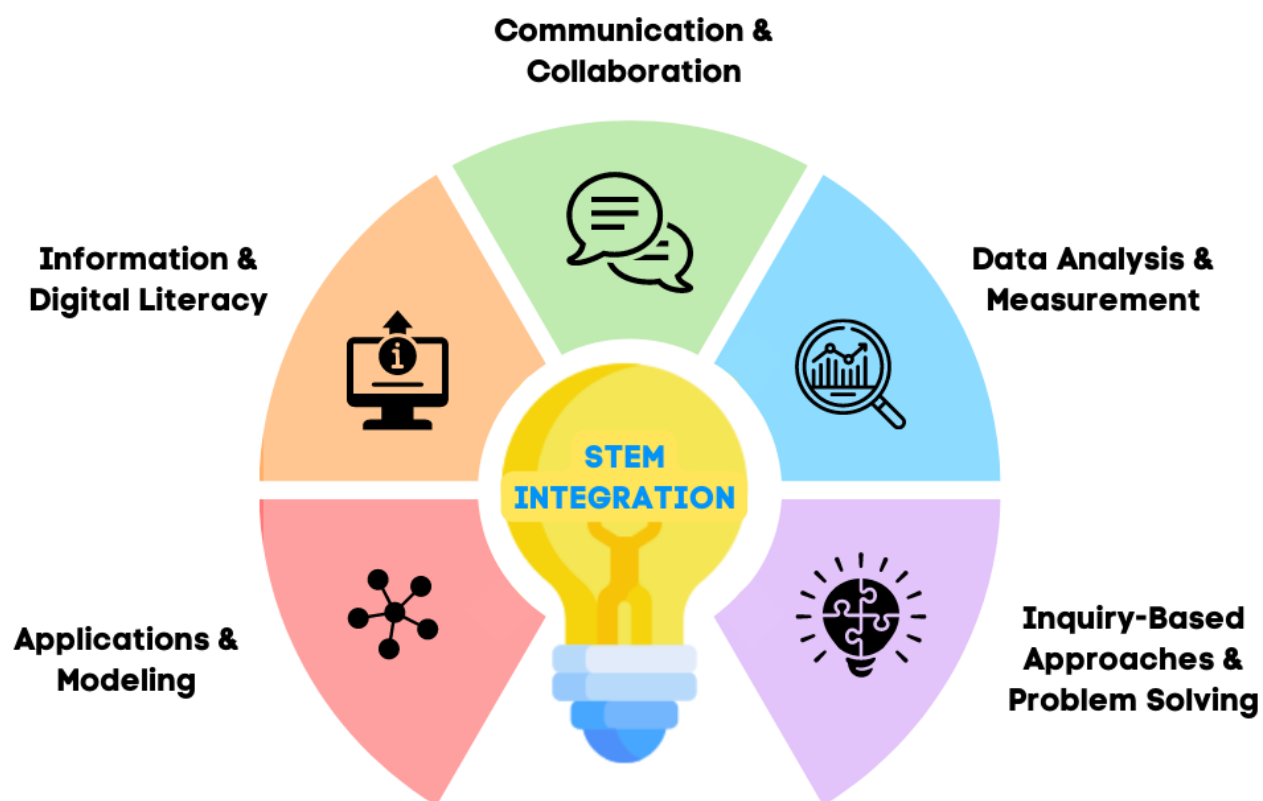 Communication &
Collaboration
Information &
Digital Literacy
Data Analysis &
Measurement
STEM
INTEGRATION
Applications &
Modeling
Inquiry-Based
Approaches &
Problem Solving